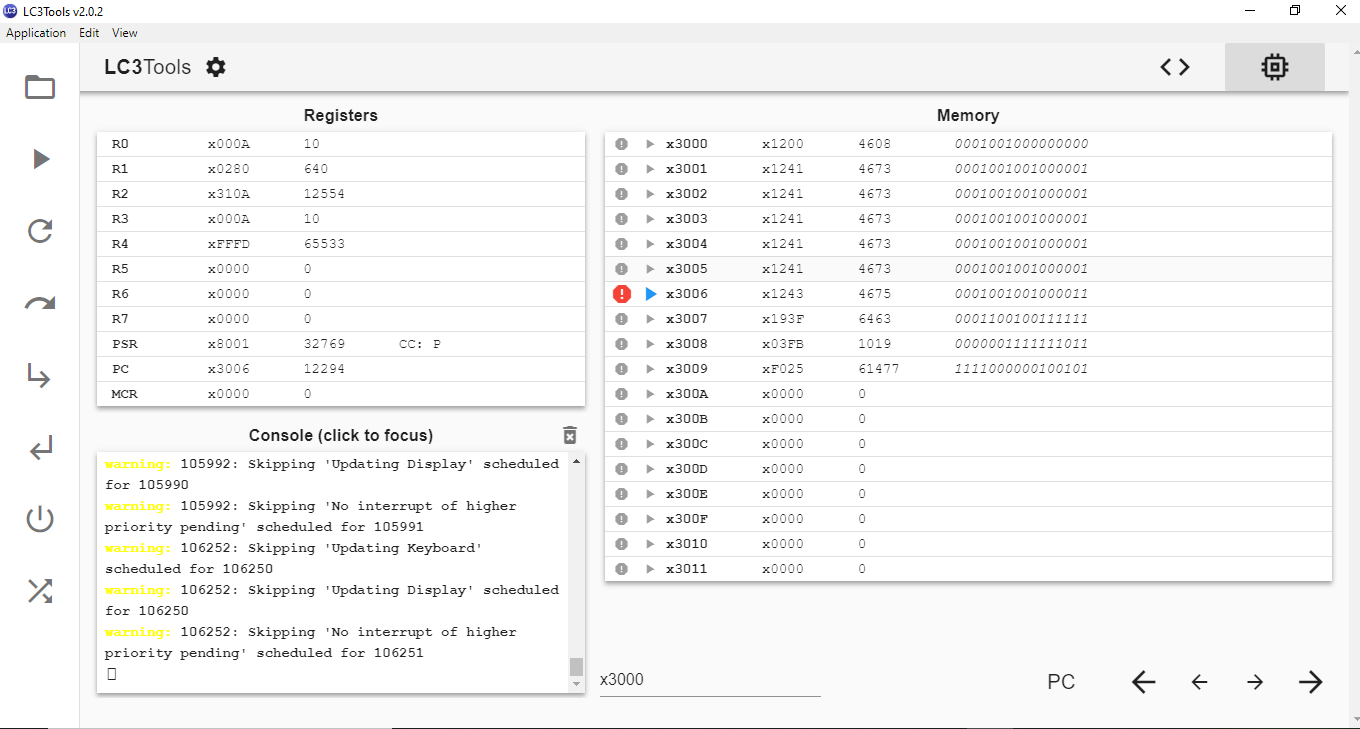 LC3Tools v2.0.2
Application Edit View
LC3Tools
Registers
R0 x000A 10
R1 x0280 640
R2 x310A 12554
R3 x000A 10
R4 xFFFD 65533
R5 x0000 0
R6 x0000 0
R7 x0000 0
PSR x8001 32769 CC: P
PC x3006 12294
MCR x0000 0
Console (click to focus)
warning: 105992: Skipping 'Updating Display' scheduled
for 105990
warning: 105992: Skipping 'No interrupt of higher
priority pending' scheduled for 105991
warning: 106252: Skipping 'Updating Keyboard'
scheduled for 106250
warning: 106252: Skipping 'Updating Display' scheduled
for 106250
warning: 106252: Skipping 'No interrupt of higher
priority pending' scheduled for 106251
Memory
x3000 x1200 4608 0001001000000000
x3001 x1241 4673 0001001001000001
x3002 x1241 4673 0001001001000001
x3003 x1241 4673 0001001001000001
x3004 x1241 4673 0001001001000001
x3005 x1241 4673 0001001001000001
x3006 x1243 4675 0001001001000011
x3007 x193F 6463 0001100100111111
x3008 x03FB 1019 0000001111111011
x3009 xF025 61477 1111000000100101
x300A x0000 0
x300B x0000 0
x300C x0000 0
x300D x0000 0
x300E x0000 0
x300F x0000 0
x3010 x0000 0
x3011 x0000 0
x3000
PC